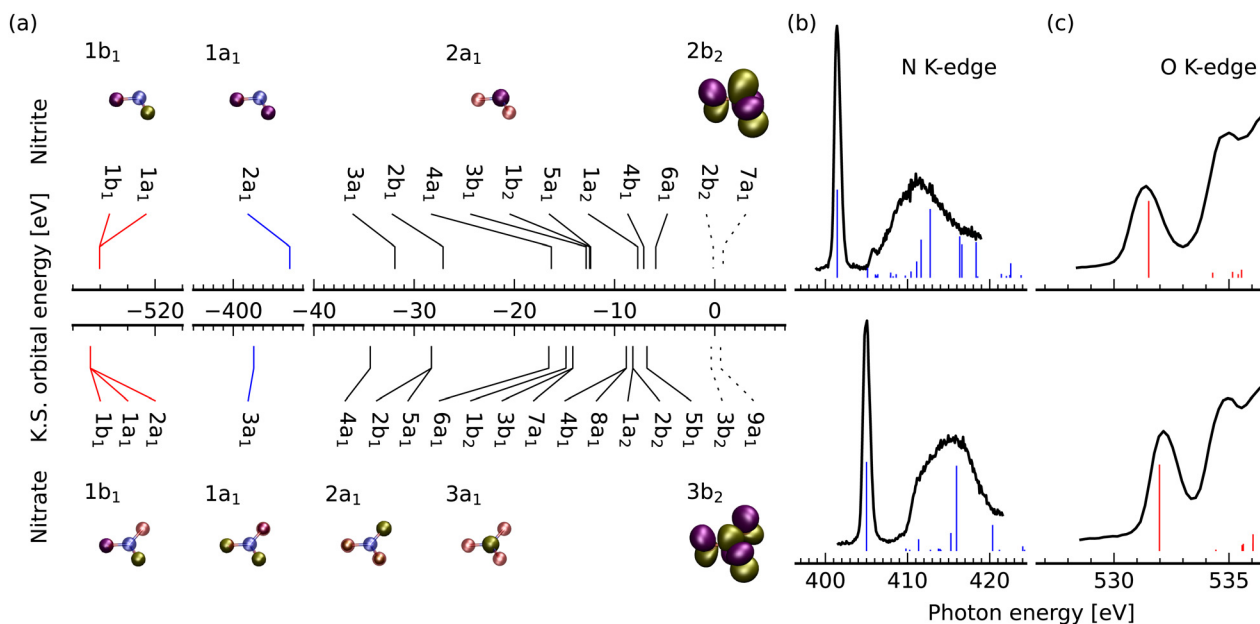 (a)
(b)
(c)
1b₁
1a₁
2a₁
2b₂
N K-edge
O K-edge
Nitrite
1b₁
1a₁
2a₁
3a₁
2b₁
4a₁
3b₁
1b₂
5a₁
1a₂
4b₁
6a₁
2b₂
7a₁
K.S. orbital energy [eV]
−520
−400
−40
−30
−20
−10
0
1b₁
1a₁
2a₁
3a₁
4a₁
2b₁
5a₁
6a₁
1b₂
3b₁
7a₁
4b₁
8a₁
1a₂
2b₂
5b₁
3b₂
9a₁
Nitrate
1b₁
1a₁
2a₁
3a₁
3b₂
400
410
420
530
535
Photon energy [eV]